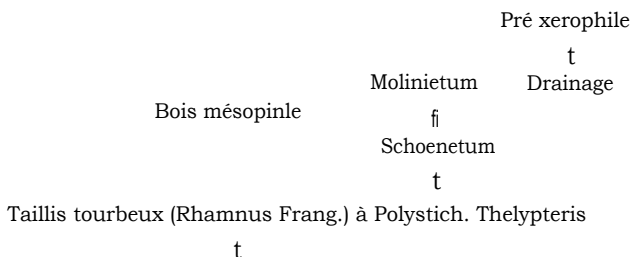 Pré xerophile
t
Molinietum Drainage
Bois mésopinle
fi
Schoenetum
t
Taillis tourbeux (Rhamnus Frang.) à Polystich. Thelypteris
t